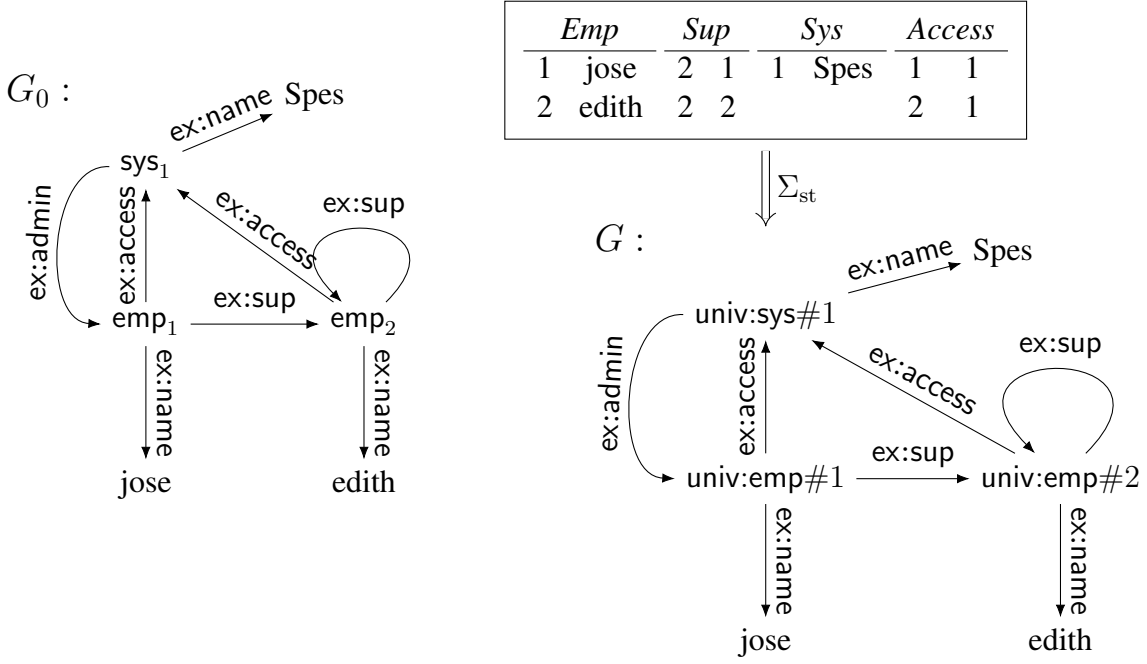 G₀ :
ex:name
Spes
sys₁
ex:admin
ex:access
ex:access
ex:sup
emp₁
ex:sup
emp₂
ex:name
ex:name
jose
edith
Emp Sup Sys Access
1 jose 2 1 1 Spes 1 1
2 edith 2 2 2 1
Σst
G :
ex:name
Spes
univ:sys#1
ex:admin
ex:access
ex:access
ex:sup
univ:emp#1
ex:sup
univ:emp#2
ex:name
ex:name
jose
edith